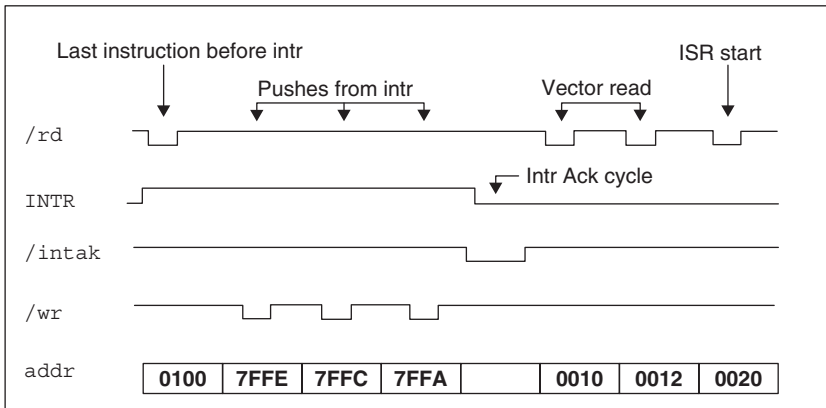 Last instruction before intr
ISR start
Pushes from intr
Vector read
/rd
Intr Ack cycle
INTR
/intak
/wr
addr
0100 7FFE 7FFC 7FFA 0010 0012 0020